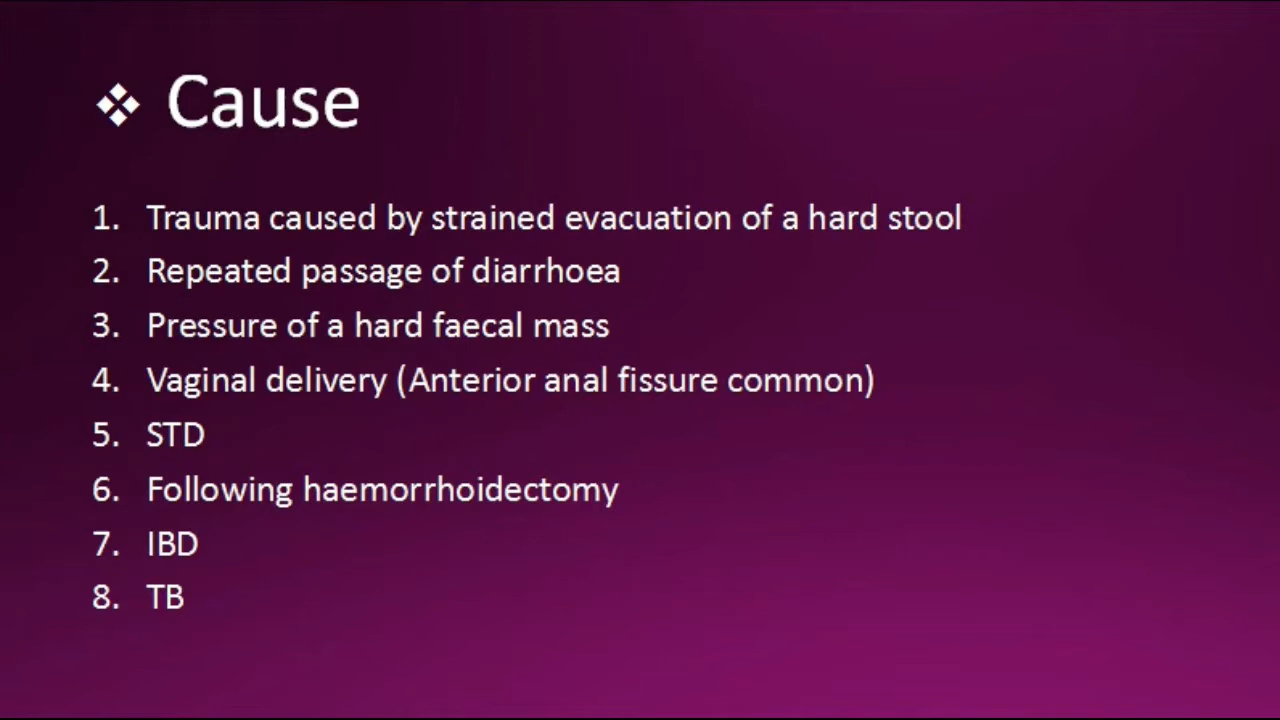 ❖ Cause
1. Trauma caused by strained evacuation of a hard stool
2. Repeated passage of diarrhoea
3. Pressure of a hard faecal mass
4. Vaginal delivery (Anterior anal fissure common)
5. STD
6. Following haemorrhoidectomy
7. IBD
8. TB